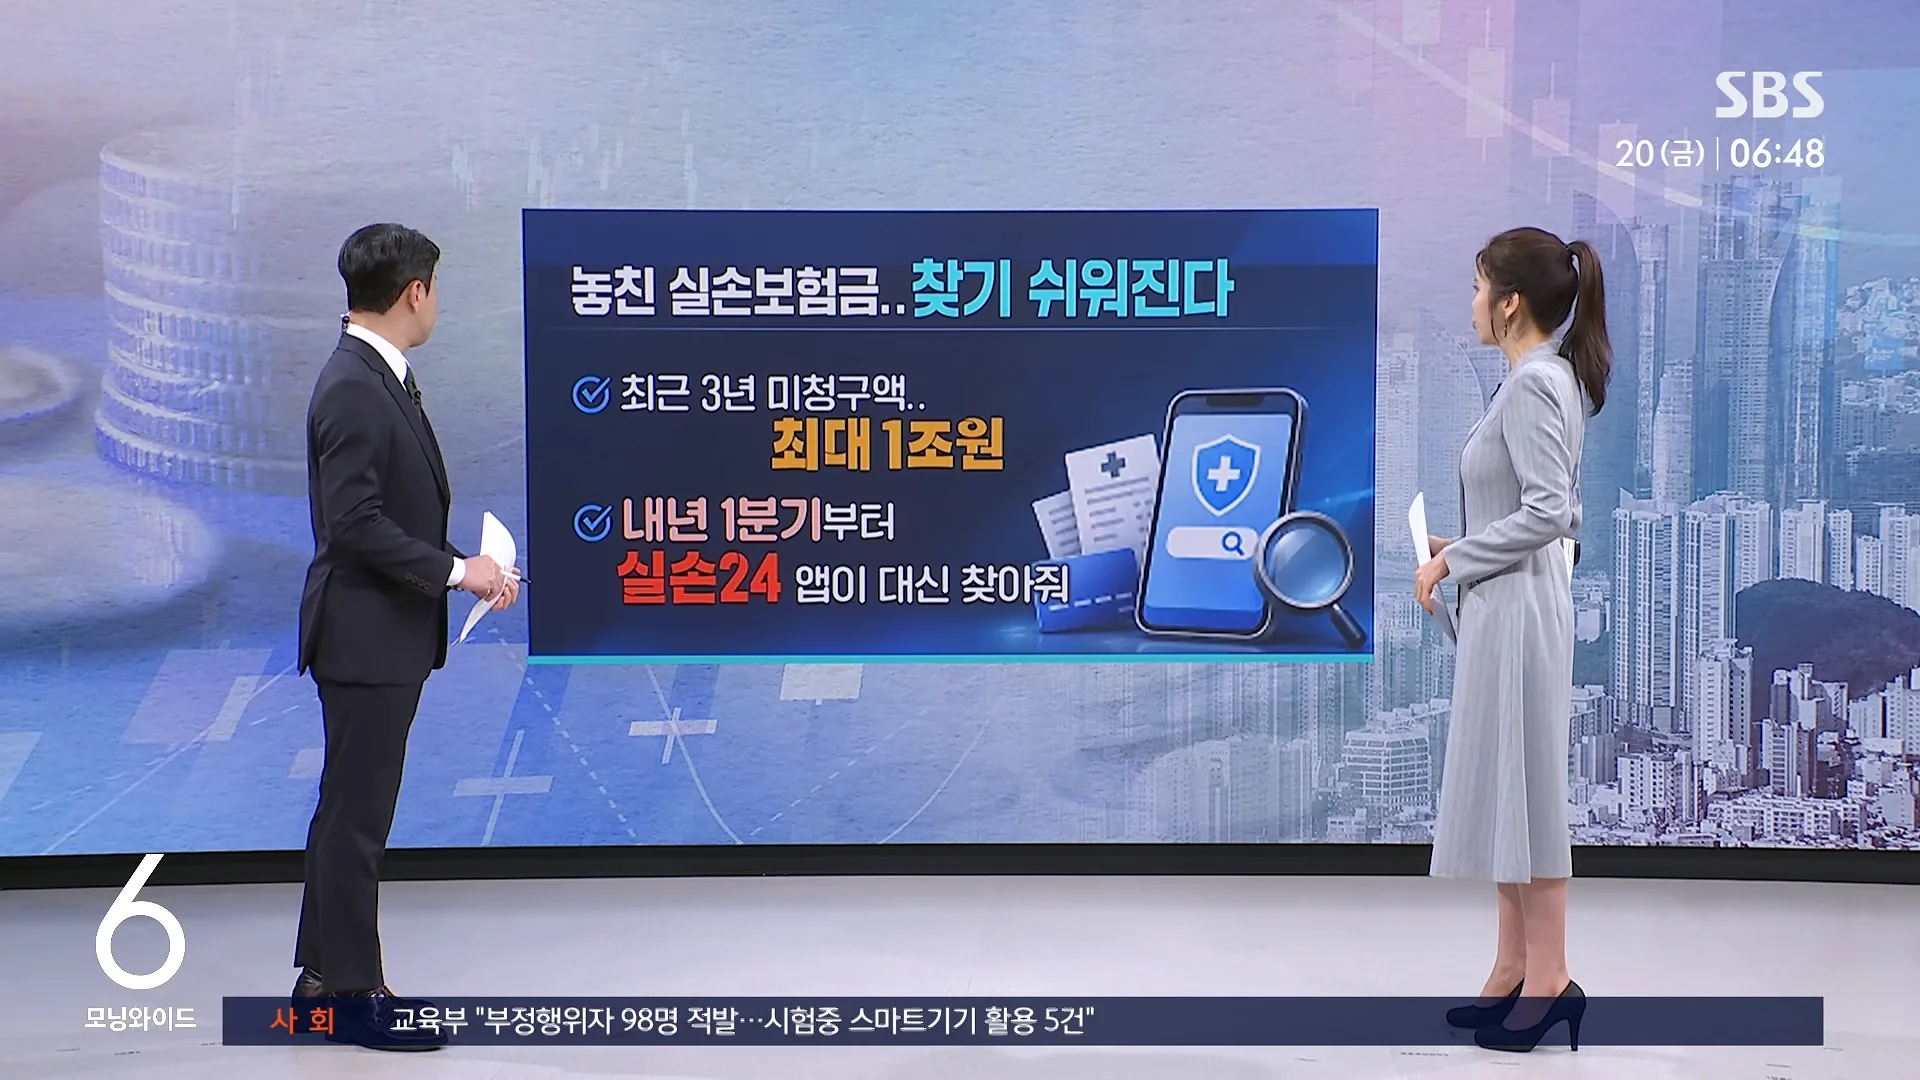 SBS
20(금) | 06:48
놓친 실손보험금..찾기 쉬워진다
최근 3년 미청구액..
최대 1조원
내년 1분기부터
실손24 앱이 대신 찾아줘
6
모닝와이드
사 회 교육부 "부정행위자 98명 적발…시험중 스마트기기 활용 5건"